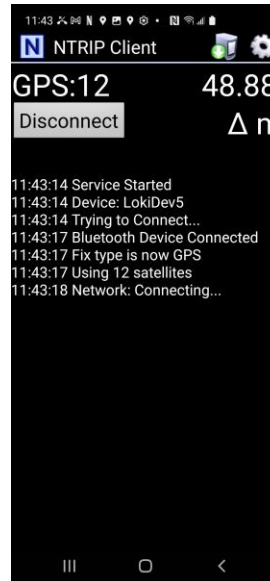 11:43
N NTRIP Client
GPS:12 48.88
Disconnect Δ n
11:43:14 Service Started
11:43:14 Device: LokiDev5
11:43:14 Trying to Connect...
11:43:17 Bluetooth Device Connected
11:43:17 Fix type is now GPS
11:43:17 Using 12 satellites
11:43:18 Network: Connecting...